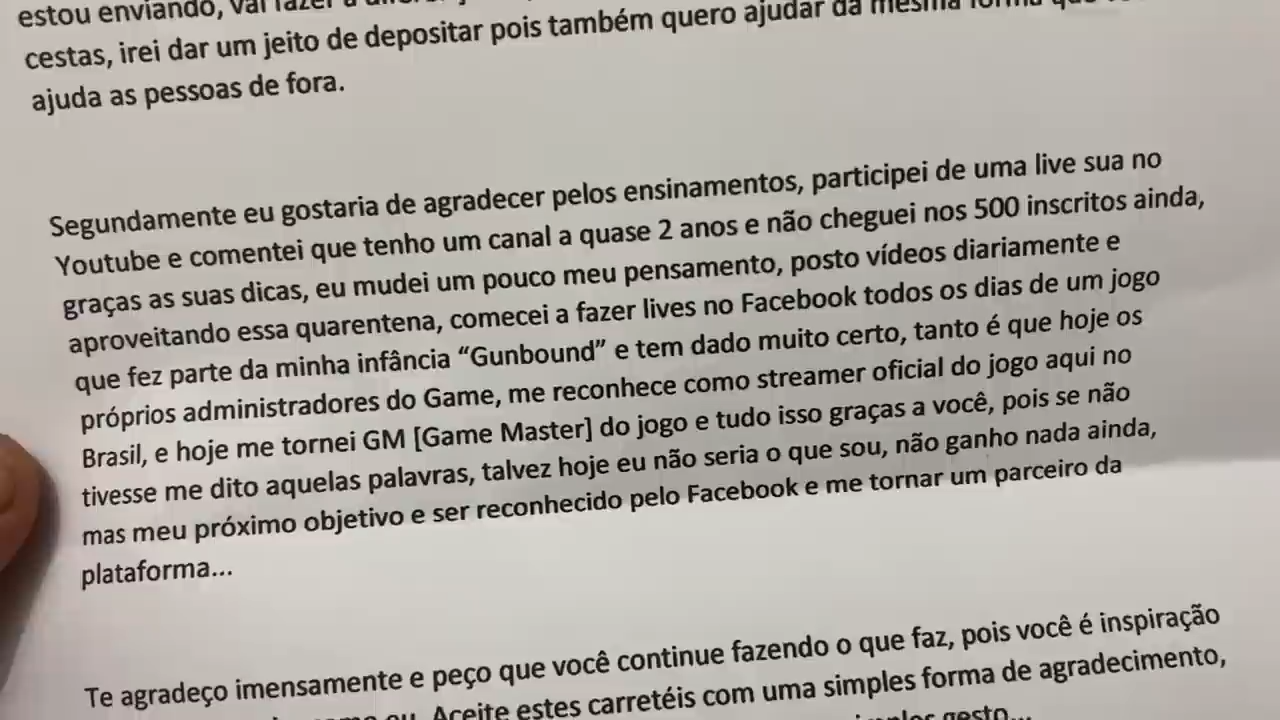 estou enviando, vai fazer a
cestas, irei dar um jeito de depositar pois também quero ajudar da mesma forma que
ajuda as pessoas de fora.
Segundamente eu gostaria de agradecer pelos ensinamentos, participei de uma live sua no
Youtube e comentei que tenho um canal a quase 2 anos e não cheguei nos 500 inscritos ainda,
graças as suas dicas, eu mudei um pouco meu pensamento, posto vídeos diariamente e
aproveitando essa quarentena, comecei a fazer lives no Facebook todos os dias de um jogo
que fez parte da minha infância “Gunbound” e tem dado muito certo, tanto é que hoje os
próprios administradores do Game, me reconhece como streamer oficial do jogo aqui no
Brasil, e hoje me tornei GM [Game Master] do jogo e tudo isso graças a você, pois se não
tivesse me dito aquelas palavras, talvez hoje eu não seria o que sou, não ganho nada ainda,
mas meu próximo objetivo e ser reconhecido pelo Facebook e me tornar um parceiro da
plataforma...
Te agradeço imensamente e peço que você continue fazendo o que faz, pois você é inspiração
eu. Aceite estes carretéis com uma simples forma de agradecimento,
gesto...